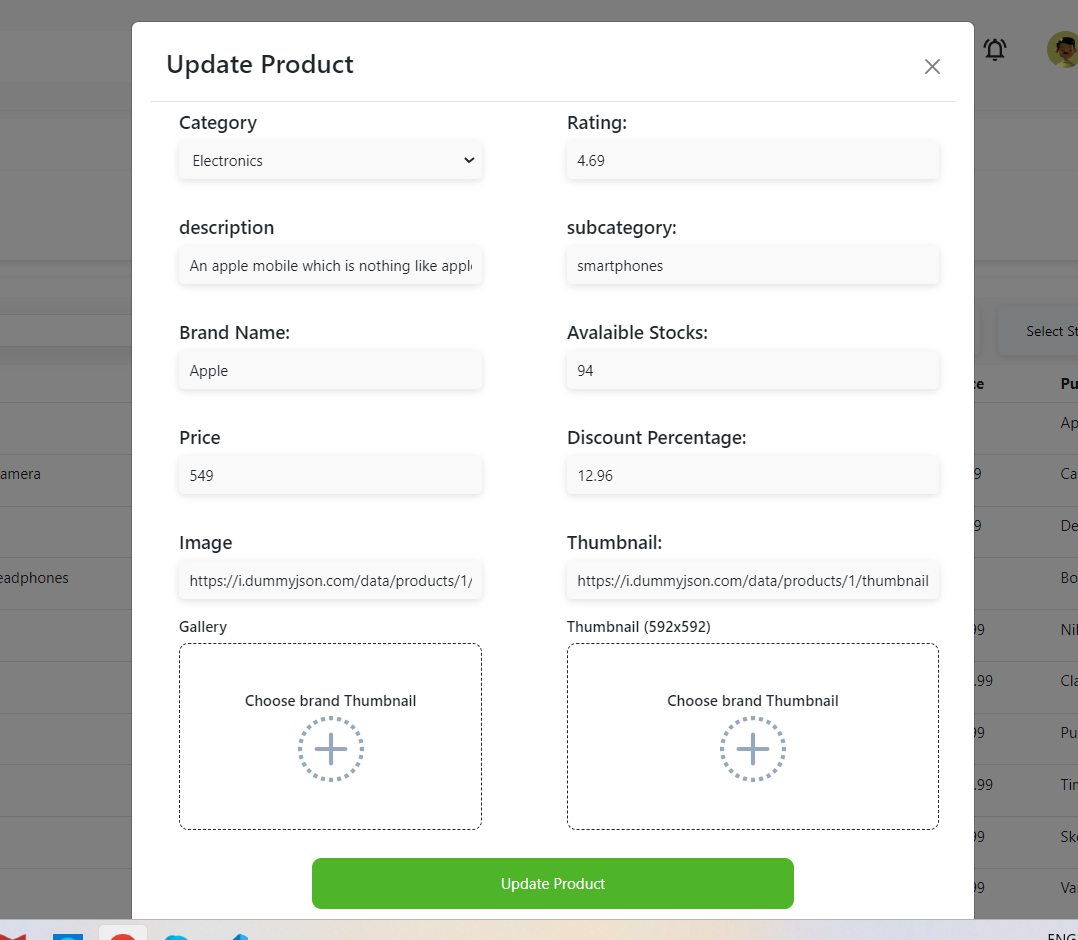 Update Product
Category
Rating:
Electronics
4.69
description
subcategory:
An apple mobile which is nothing like appl
smartphones
Brand Name:
Avalaible Stocks:
Apple
94
Select St
Price
Discount Percentage:
549
12.96
amera
Image
Thumbnail:
https://i.dummyjson.com/data/products/1/
https://i.dummyjson.com/data/products/1/thumbnail
eadphones
Gallery
Thumbnail (592x592)
Choose brand Thumbnail
Choose brand Thumbnail
Update Product
ce
Pu
Ap
9
Ca
9
De
Bo
99
Nil
.99
Cla
99
Pu
.99
Tin
99
Ske
99
Va
ENG